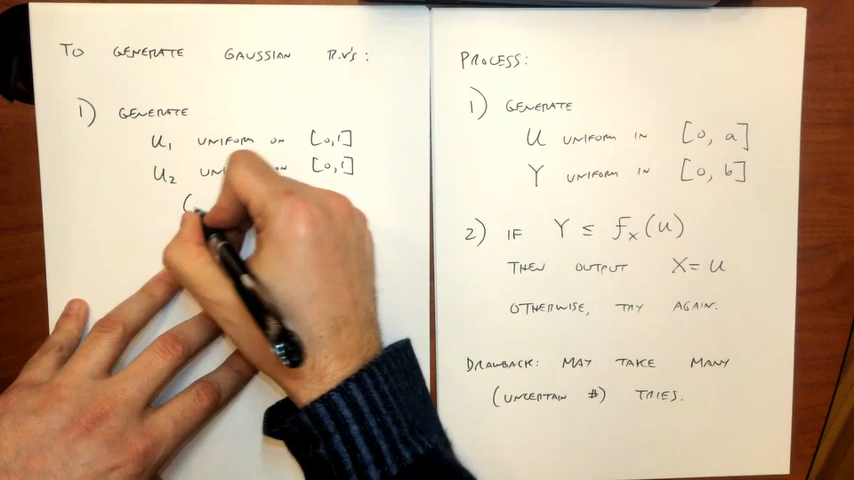 TO GENERATE GAUSSIAN R.V'S:
1) GENERATE
U1 UNIFORM ON [0,1]
U2 ON [0,1]
(
PROCESS:
1) GENERATE
U UNIFORM IN [0, a]
Y UNIFORM IN [0, b]
2) IF Y ≤ fX(U)
THEN OUTPUT X=U
OTHERWISE, TRY AGAIN.
DRAWBACK: MAY TAKE MANY
(UNCERTAIN #) TRIES.